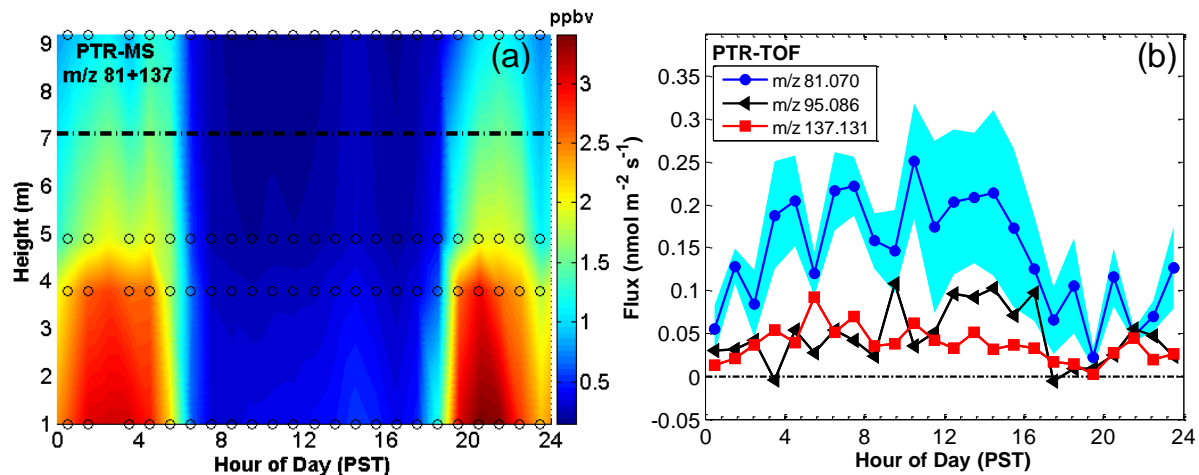 PTR-MS
m/z 81+137
(a)
9
8
7
6
5
4
3
2
1
Height (m)
0 4 8 12 16 20 24
Hour of Day (PST)
ppbv
3
2.5
2
1.5
1
0.5
PTR-TOF
(b)
m/z 81.070
m/z 95.086
m/z 137.131
0.35
0.3
0.25
0.2
0.15
0.1
0.05
0
-0.05
Flux (nmol m⁻² s⁻¹)
0 4 8 12 16 20 24
Hour of Day (PST)